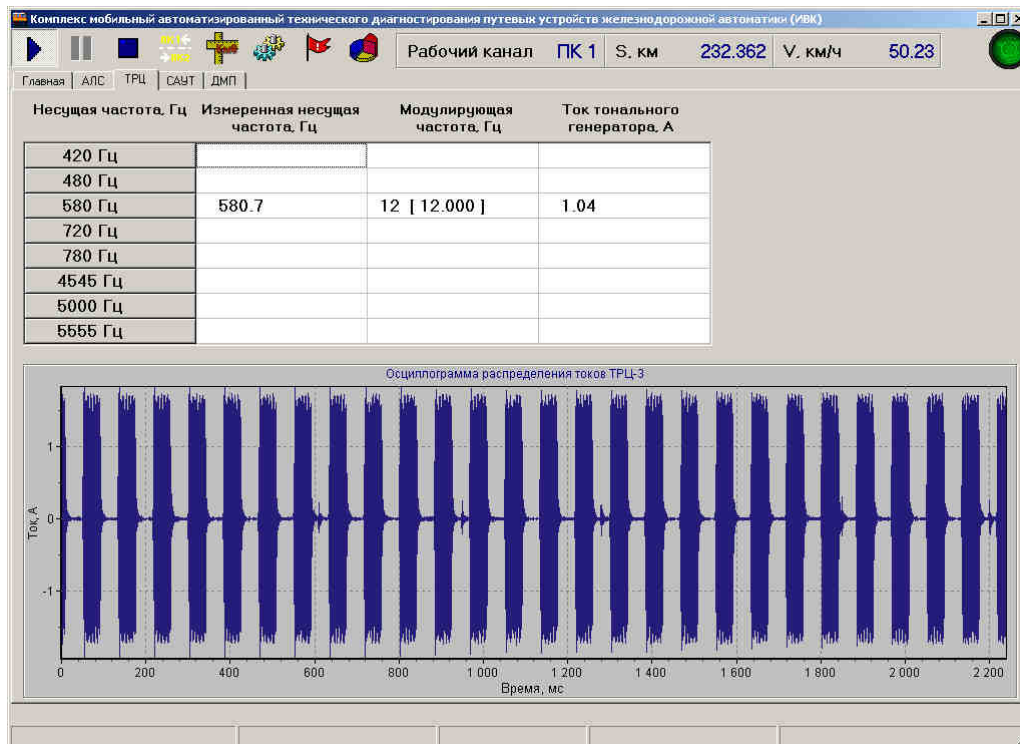 Комплекс мобильный автоматизированный технического диагностирования путевых устройств железнодорожной автоматики (ИВК)
Рабочий канал ПК 1 S, км 232.362 V, км/ч 50.23
Главная АЛС ТРЦ САУТ ДМП
Несущая частота, Гц Измеренная несущая частота, Гц Модулирующая частота, Гц Ток тонального генератора, А
420 Гц
480 Гц
580 Гц 580.7 12 [ 12.000 ] 1.04
720 Гц
780 Гц
4545 Гц
5000 Гц
5555 Гц
Осциллограмма распределения токов ТРЦ-3
Ток, А
1
0
-1
0 200 400 600 800 1 000 1 200 1 400 1 600 1 800 2 000 2 200
Время, мс